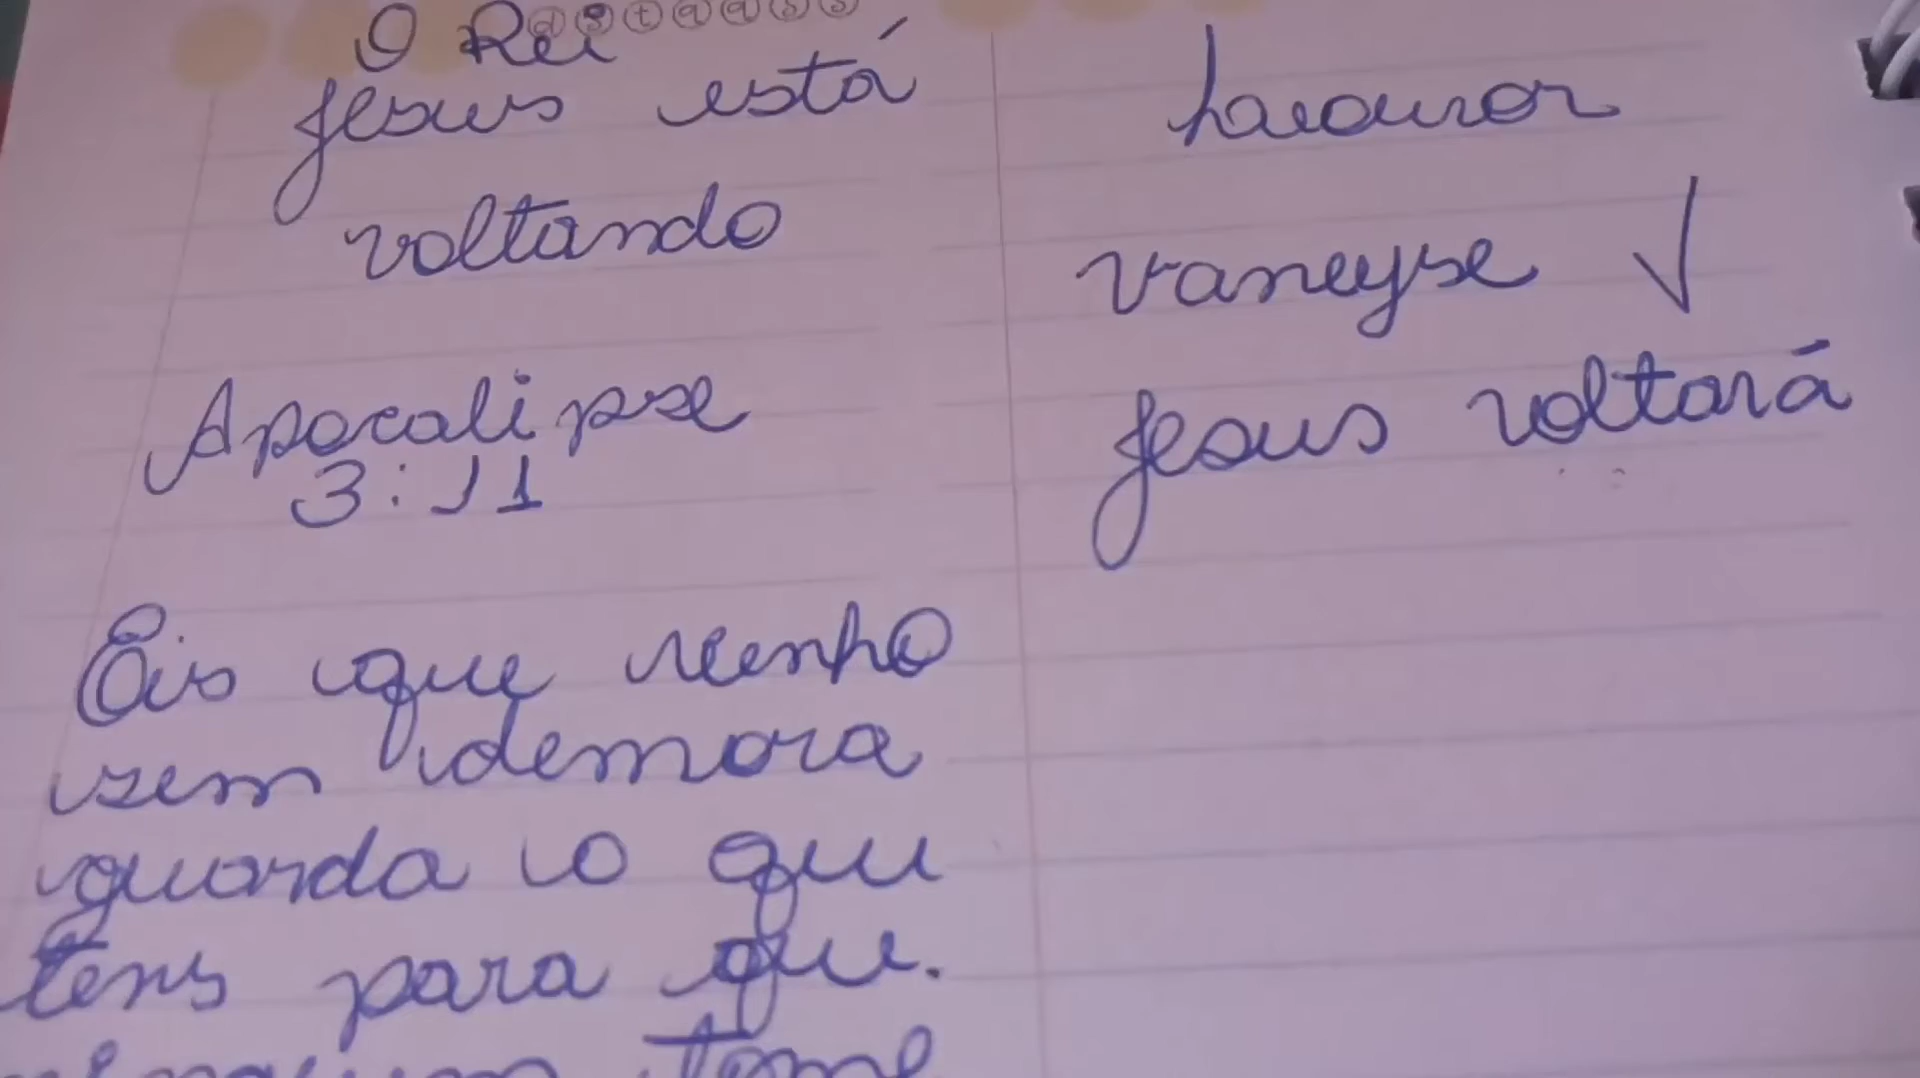 O Rei
Jesus está
voltando
Apocalipse
3:11
Eis que venho
sem demora
guarda o que
tens para que.
tome
vaneyse √
Jesus voltará